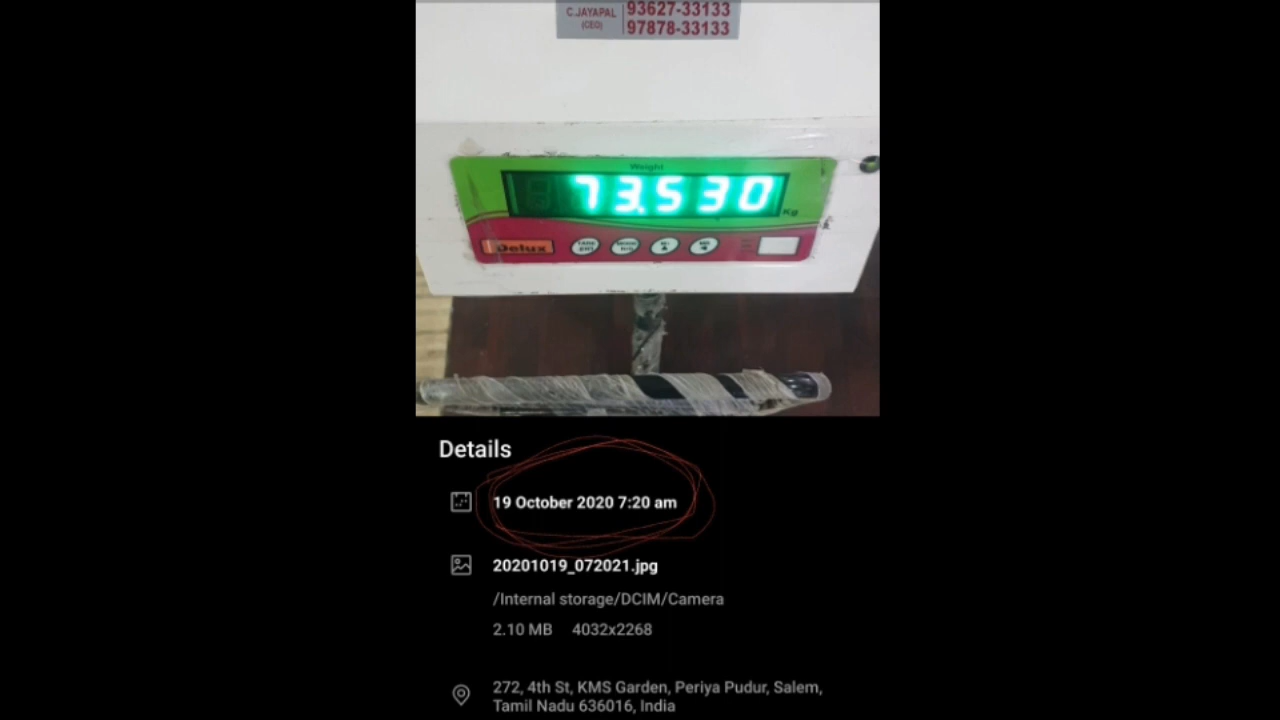 C.JAYAPAL
(CEO)
93627-33133
97878-33133
Weight
73.530
Kg
Delux
Details
19 October 2020 7:20 am
20201019_072021.jpg
/Internal storage/DCIM/Camera
2.10 MB 4032x2268
272, 4th St, KMS Garden, Periya Pudur, Salem,
Tamil Nadu 636016, India